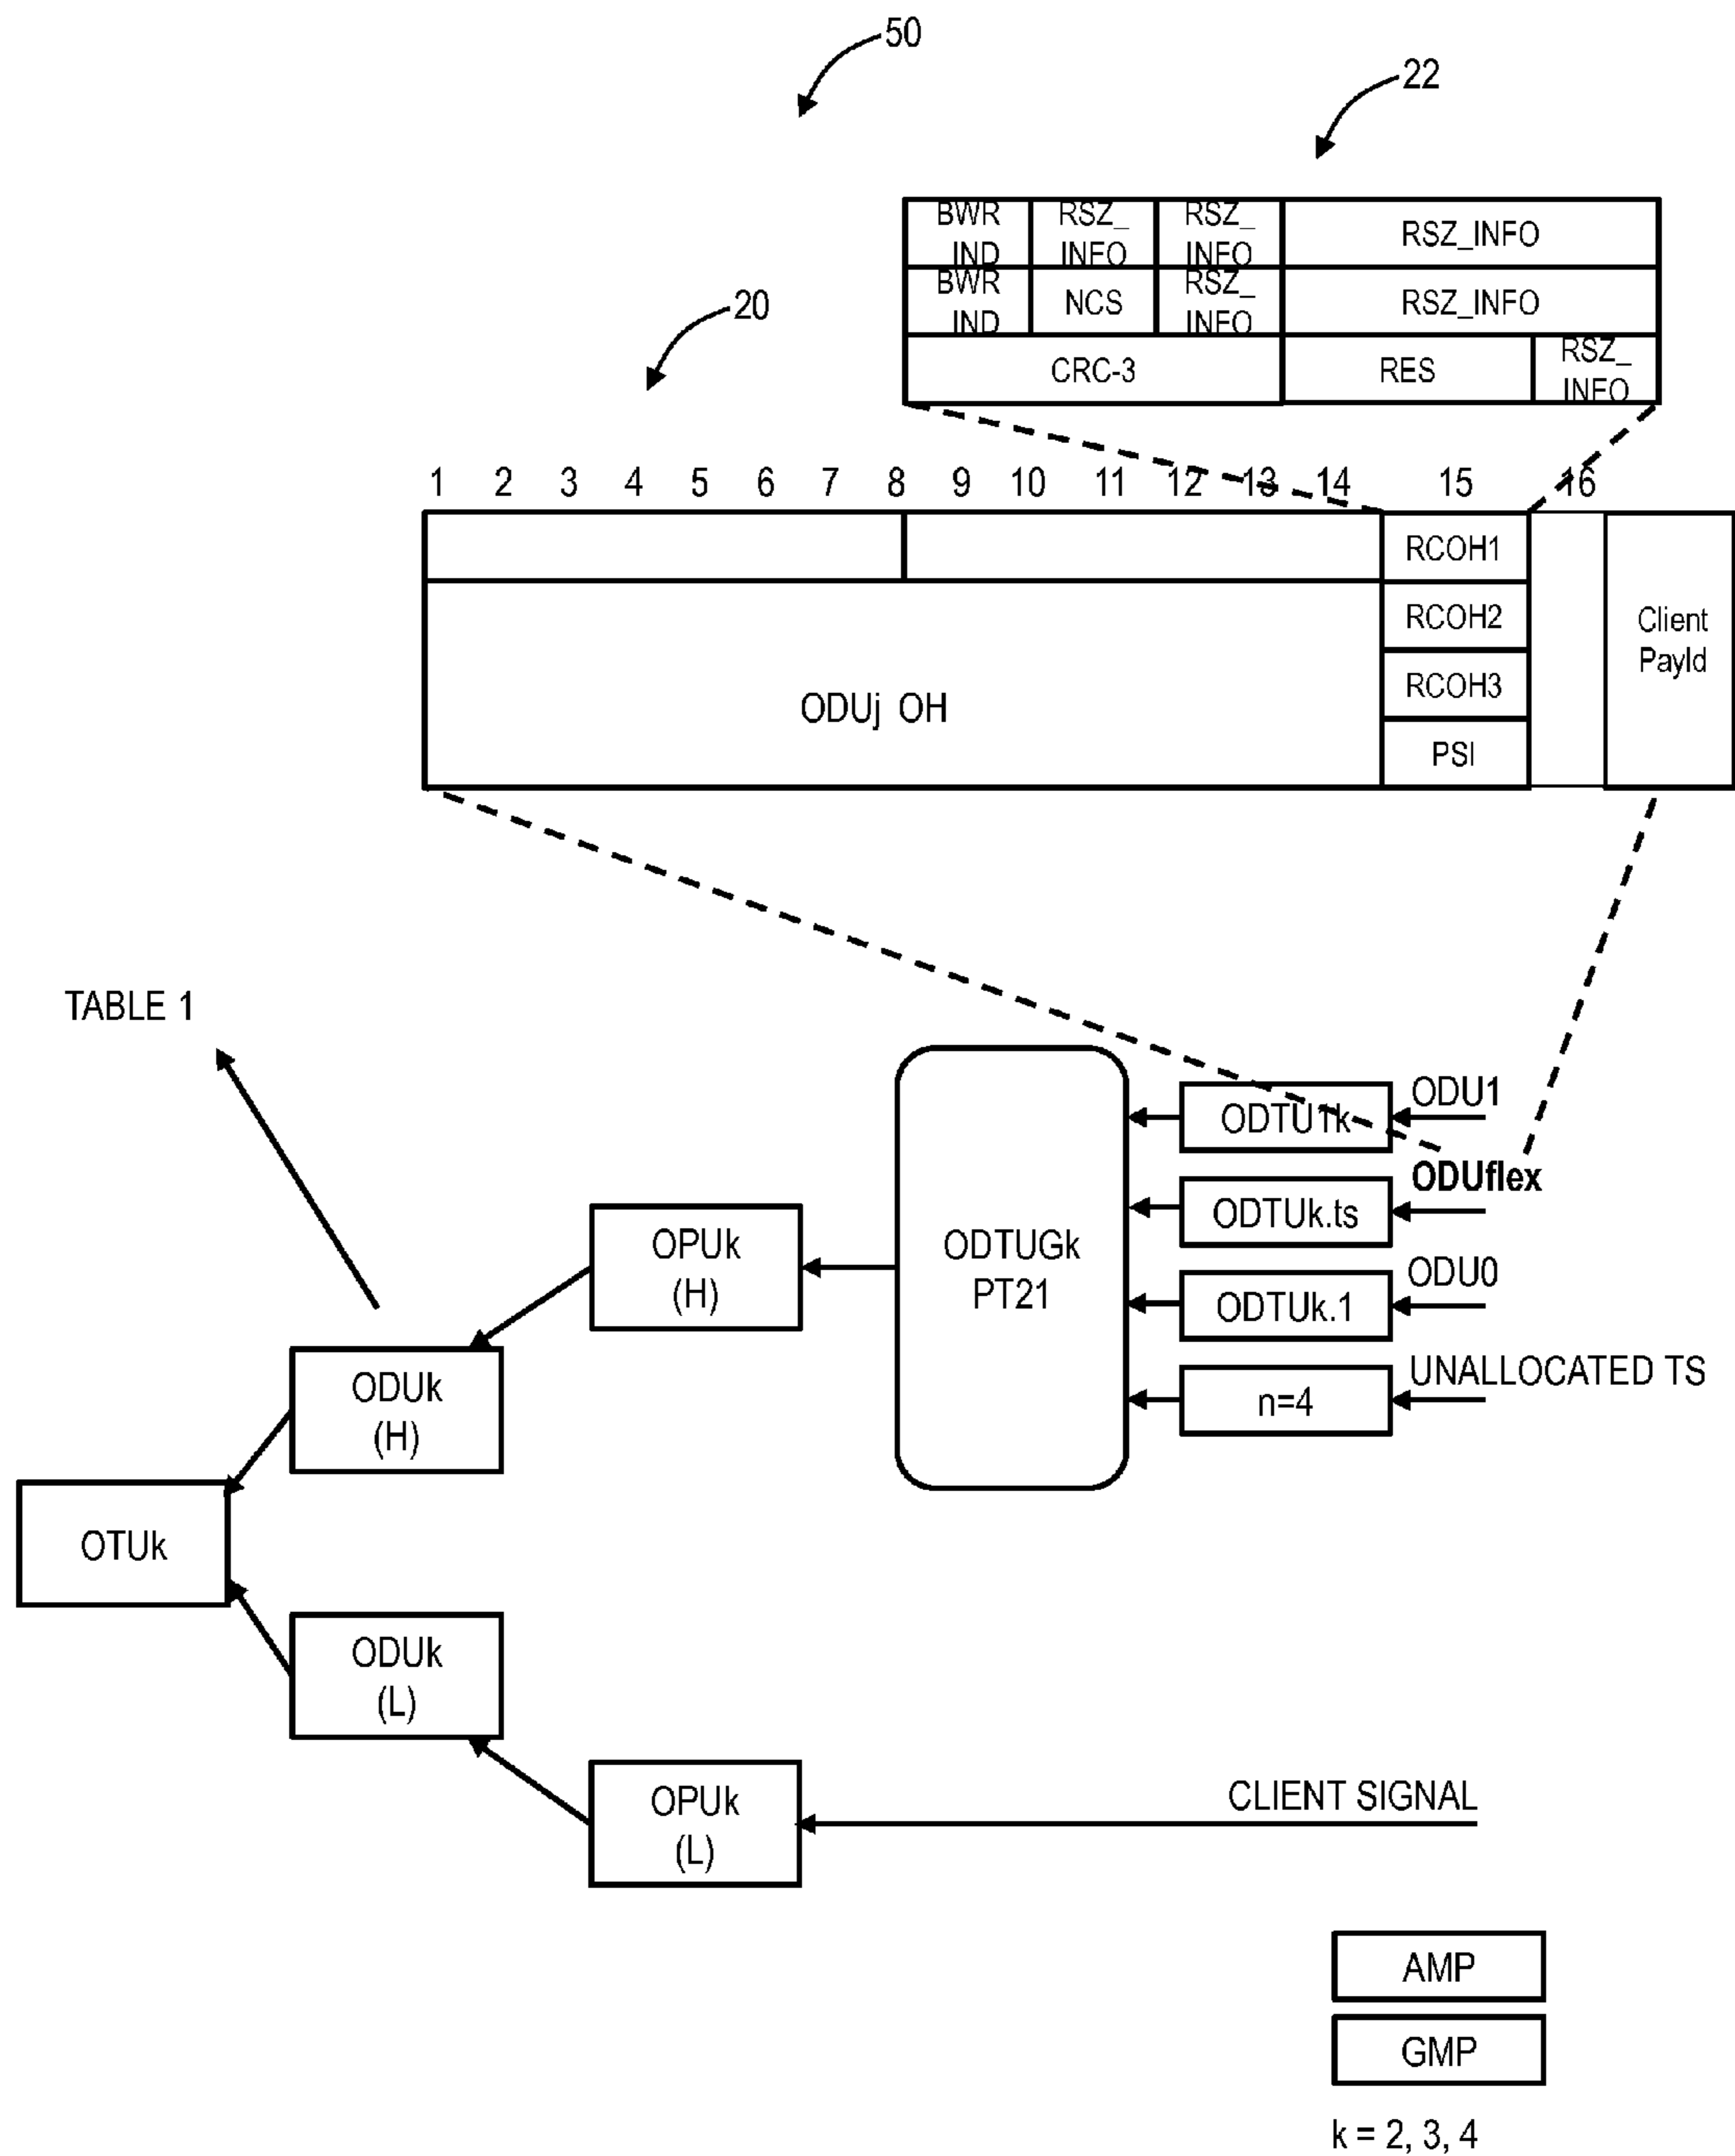 50
22
BWR RSZ_ RSZ_ RSZ_INFO
IND INFO INFO
BWR NCS RSZ_ RSZ_INFO
IND INFO
CRC-3 RES RSZ_
INFO
20
1 2 3 4 5 6 7 8 9 10 11 12 13 14 15 16
RCOH1
RCOH2
Client
PayId
RCOH3
ODUj OH
PSI
TABLE 1
ODU1
ODTU1k
ODUflex
ODTUk.ts
OPUk
(H)
ODTUGk
PT21
ODU0
ODTUk.1
UNALLOCATED TS
n=4
ODUk
(H)
OTUk
ODUk
(L)
OPUk
(L)
CLIENT SIGNAL
AMP
GMP
k = 2, 3, 4